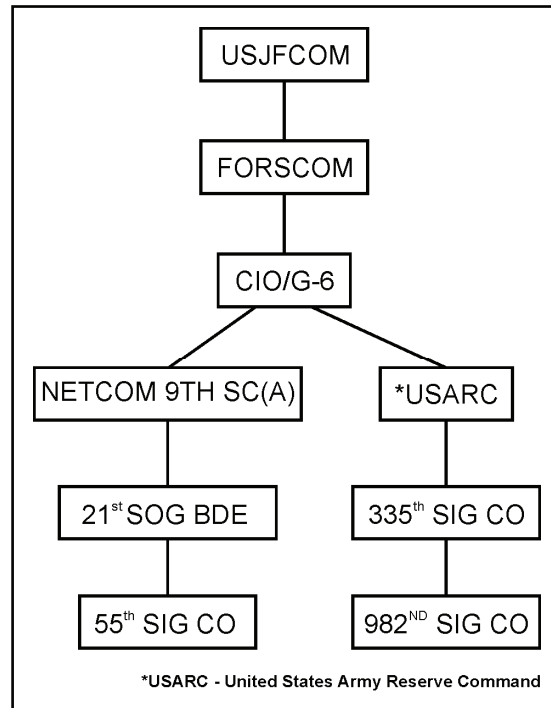 USJFCOM
FORSCOM
CIO/G-6
NETCOM 9TH SC(A)
*USARC
21st SOG BDE
335th SIG CO
55th SIG CO
982ND SIG CO
*USARC - United States Army Reserve Command